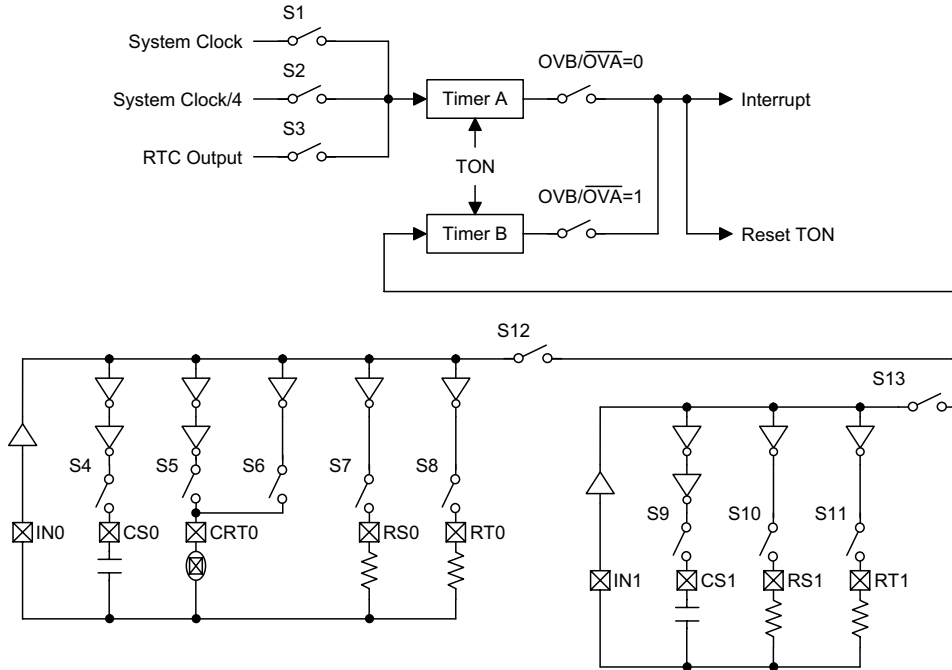 S1
System Clock
S2
System Clock/4
S3
RTC Output
Timer A
OVB/O̅V̅A̅=0
Interrupt
TON
Timer B
OVB/O̅V̅A̅=1
Reset TON
S12
S13
S4
S5
S6
S7
S8
IN0
CS0
CRT0
RS0
RT0
S9
S10
S11
IN1
CS1
RS1
RT1